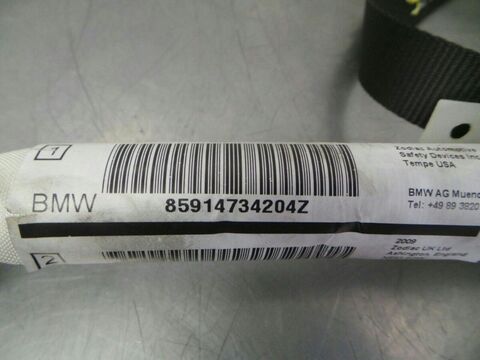 1
Zodiac Automotive
Safety Devices Inc
Tempe USA
BMW
85914734204Z
BMW AG Muenc
Tel: +49 89 3820
2
2009
Zodiac UK Ltd
Ashington, England